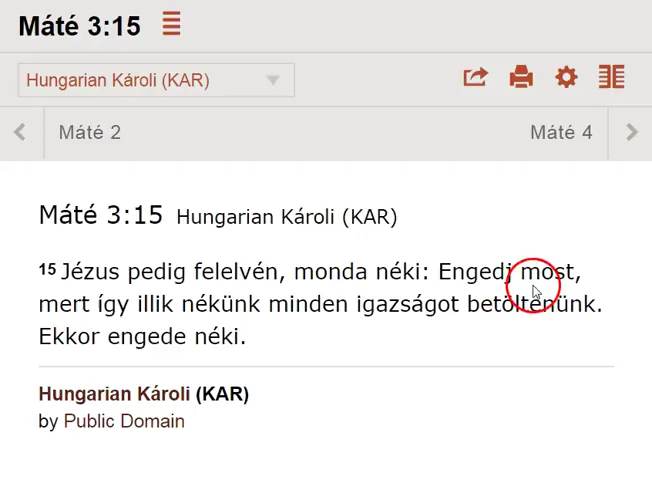 Máté 3:15
Hungarian Károli (KAR)
Máté 2
Máté 4
Máté 3:15 Hungarian Károli (KAR)
15 Jézus pedig felelvén, monda néki: Engedj most,
mert így illik nékünk minden igazságot betöltenünk.
Ekkor engede néki.
Hungarian Károli (KAR)
by Public Domain